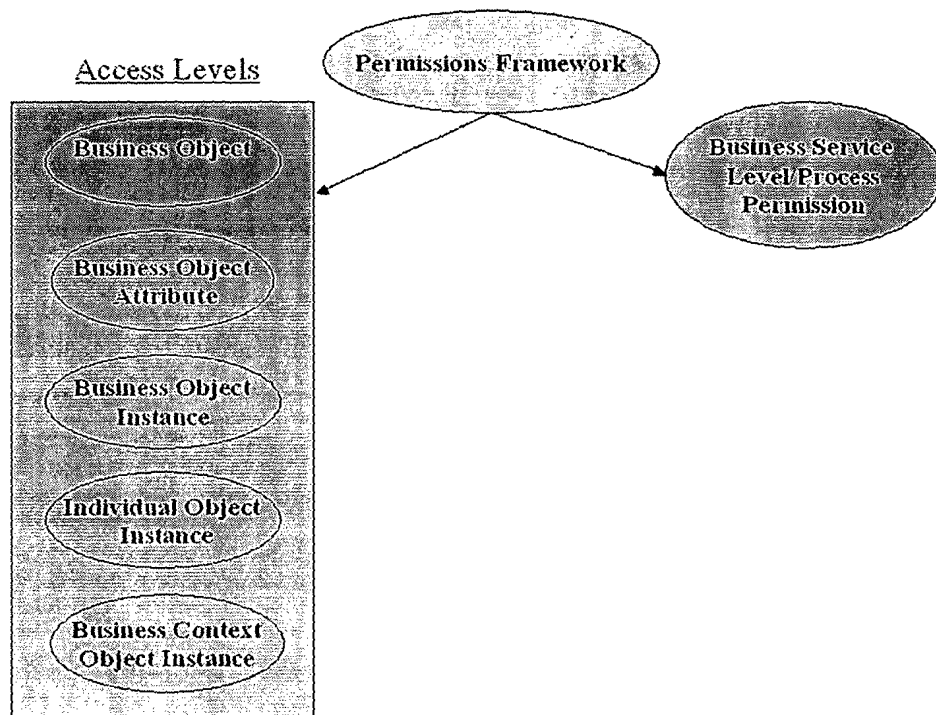 Permissions Framework
Access Levels
Business Object
Business Object
Attribute
Business Object
Instance
Individual Object
Instance
Business Context
Object Instance
Business Service
Level/Process
Permission